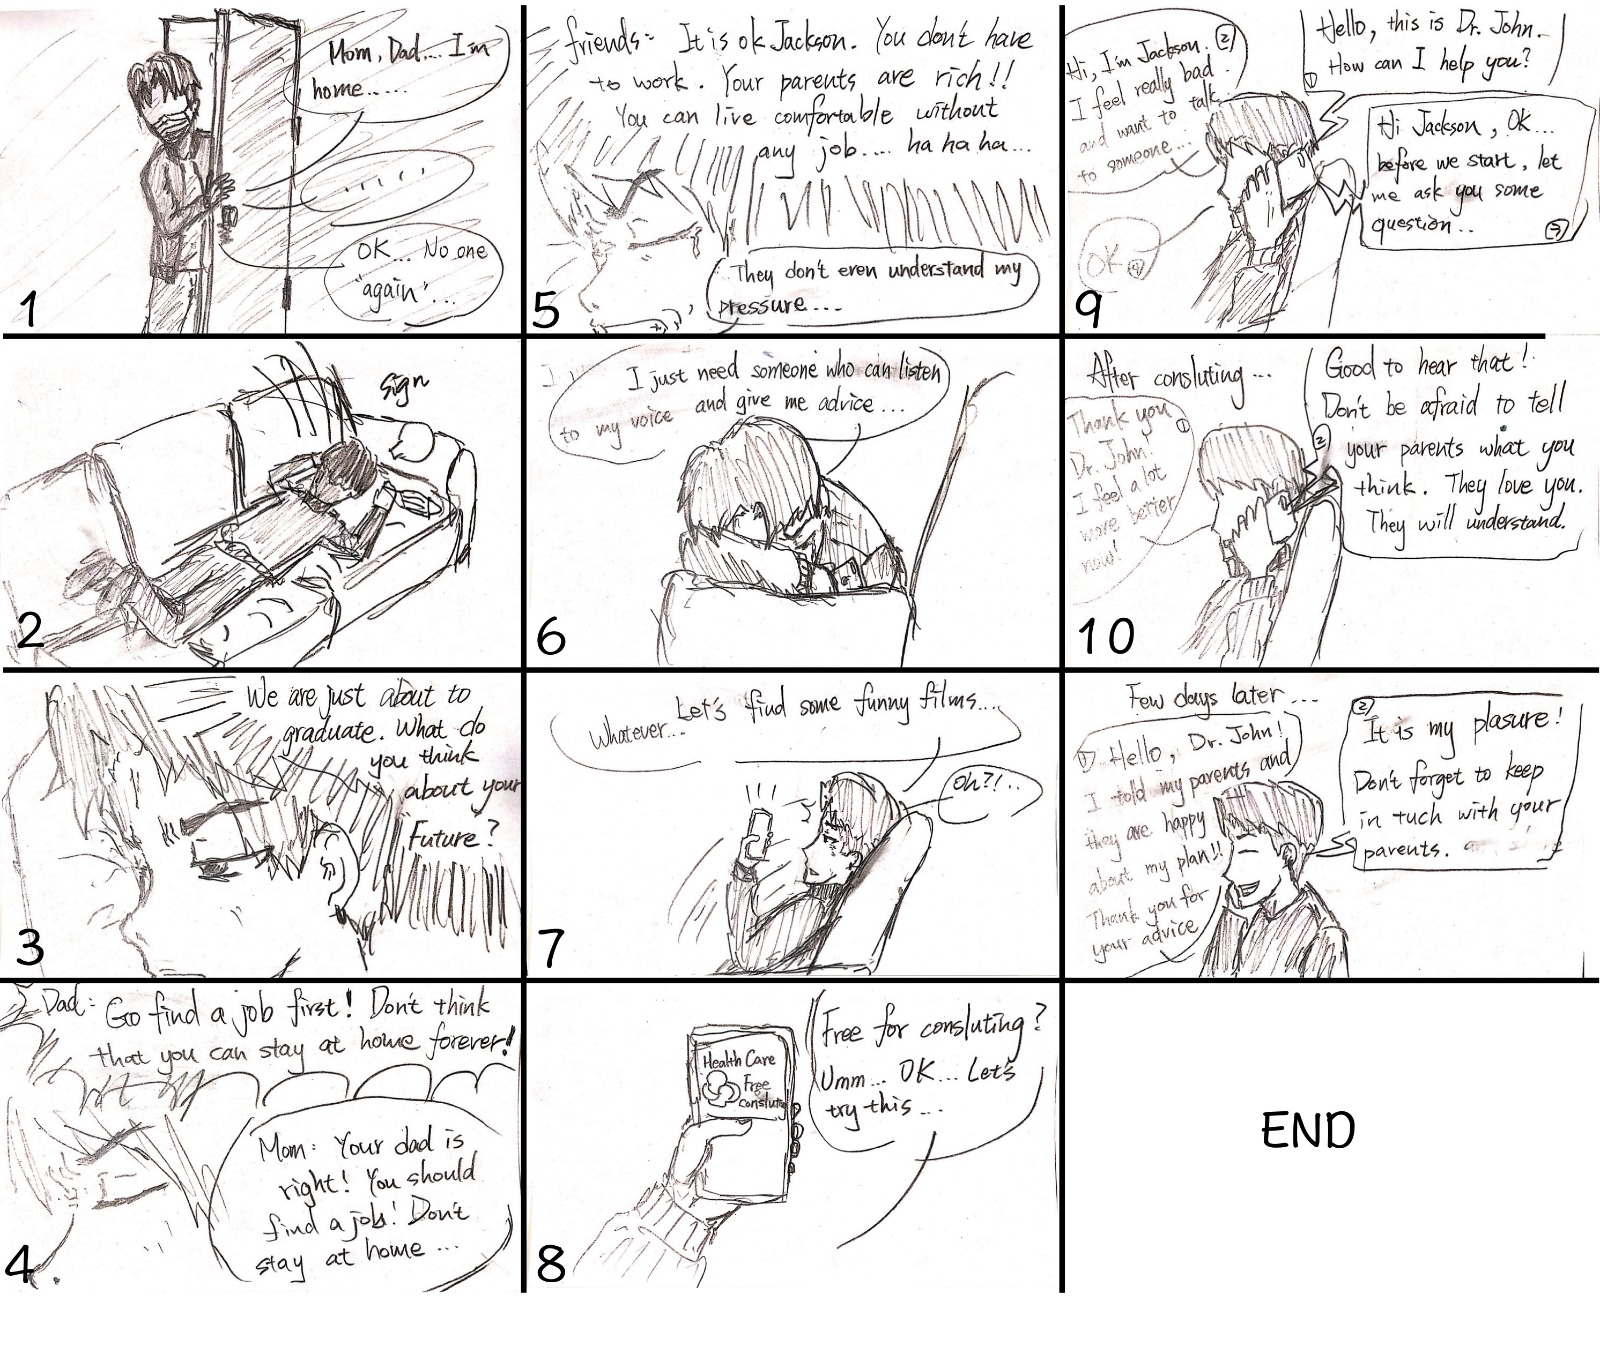 Mom, Dad.... I'm
home......
......
OK... No one
"again"...
1
sign
2
We are just about to
graduate. What do
you think
about your
"Future"?
3
Dad: Go find a job first! Don't think
that you can stay at home forever!
Mom: Your dad is
right! You should
find a job! Don't
stay at home ...
4
friends: It is ok Jackson. You don't have
to work. Your parents are rich!!
You can live comfortable without
any job.... ha ha ha...
They don't even understand my
pressure....
5
I just need someone who can listen
to my voice and give me advice...
6
Whatever... Let's find some funny films....
Oh?!..
7
Health Care
Free
consluting
Free for consluting?
Umm... OK... Let's
try this...
8
Hello, this is Dr. John.
How can I help you?
①
Hi, I'm Jackson. ②
I feel really bad
and want to talk
to someone...
Hi Jackson, OK...
before we start, let
me ask you some
question.. ③
OK ④
9
After consluting...
Thank you ①
Dr. John.
I feel a lot
more better
now!
Good to hear that!
Don't be afraid to tell
② your parents what you
think. They love you.
They will understand.
10
Few days later....
① Hello, Dr. John!
I told my parents and
they are happy
about my plan!!
Thank you for
your advice
②
It is my plasure!
Don't forget to keep
in tuch with your
parents.
END